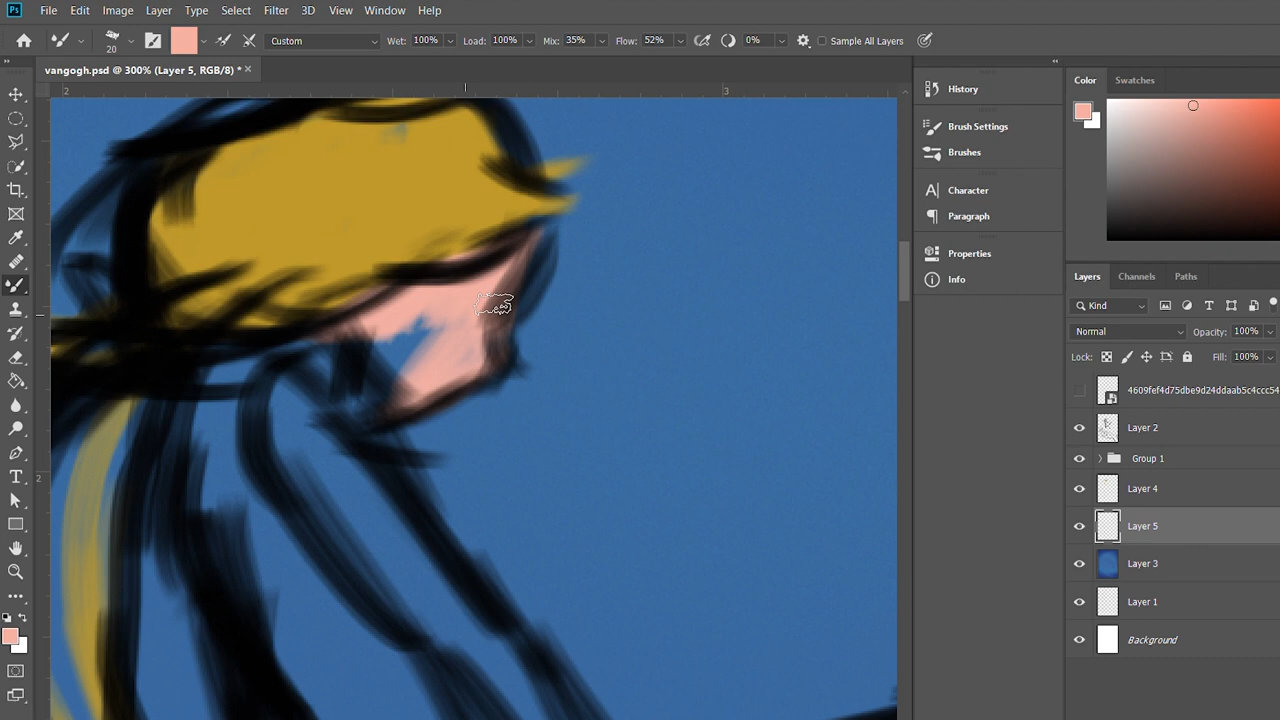 Ps File Edit Image Layer Type Select Filter 3D View Window Help
20 Custom Wet: 100% Load: 100% Mix: 35% Flow: 52% 0% Sample All Layers
vangogh.psd @ 300% (Layer 5, RGB/8) * ×
2 3
2
History
Brush Settings
Brushes
Character
Paragraph
Properties
Info
Color Swatches
Layers Channels Paths
Kind
Normal Opacity: 100%
Lock: Fill: 100%
4609fef4d75dbe9d24ddaab5c4ccc54
Layer 2
Group 1
Layer 4
Layer 5
Layer 3
Layer 1
Background